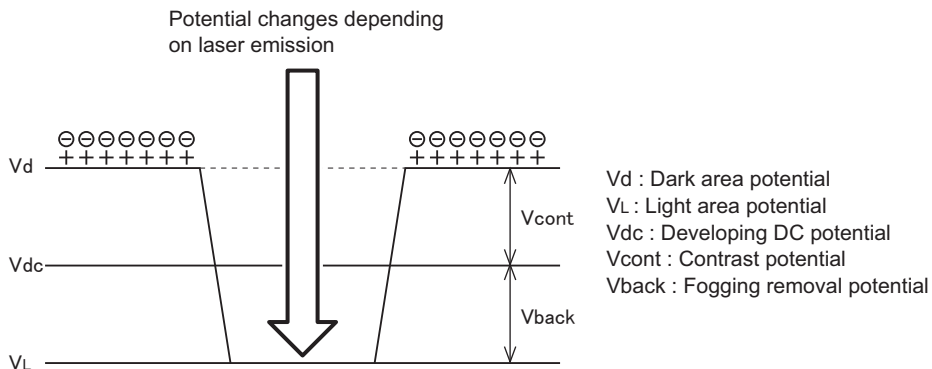 Potential changes depending
on laser emission
⊖⊖⊖⊖⊖⊖⊖ ⊖⊖⊖⊖⊖⊖⊖
+++++++ +++++++
Vd
Vcont
Vdc
Vback
VL
Vd : Dark area potential
VL : Light area potential
Vdc : Developing DC potential
Vcont : Contrast potential
Vback : Fogging removal potential